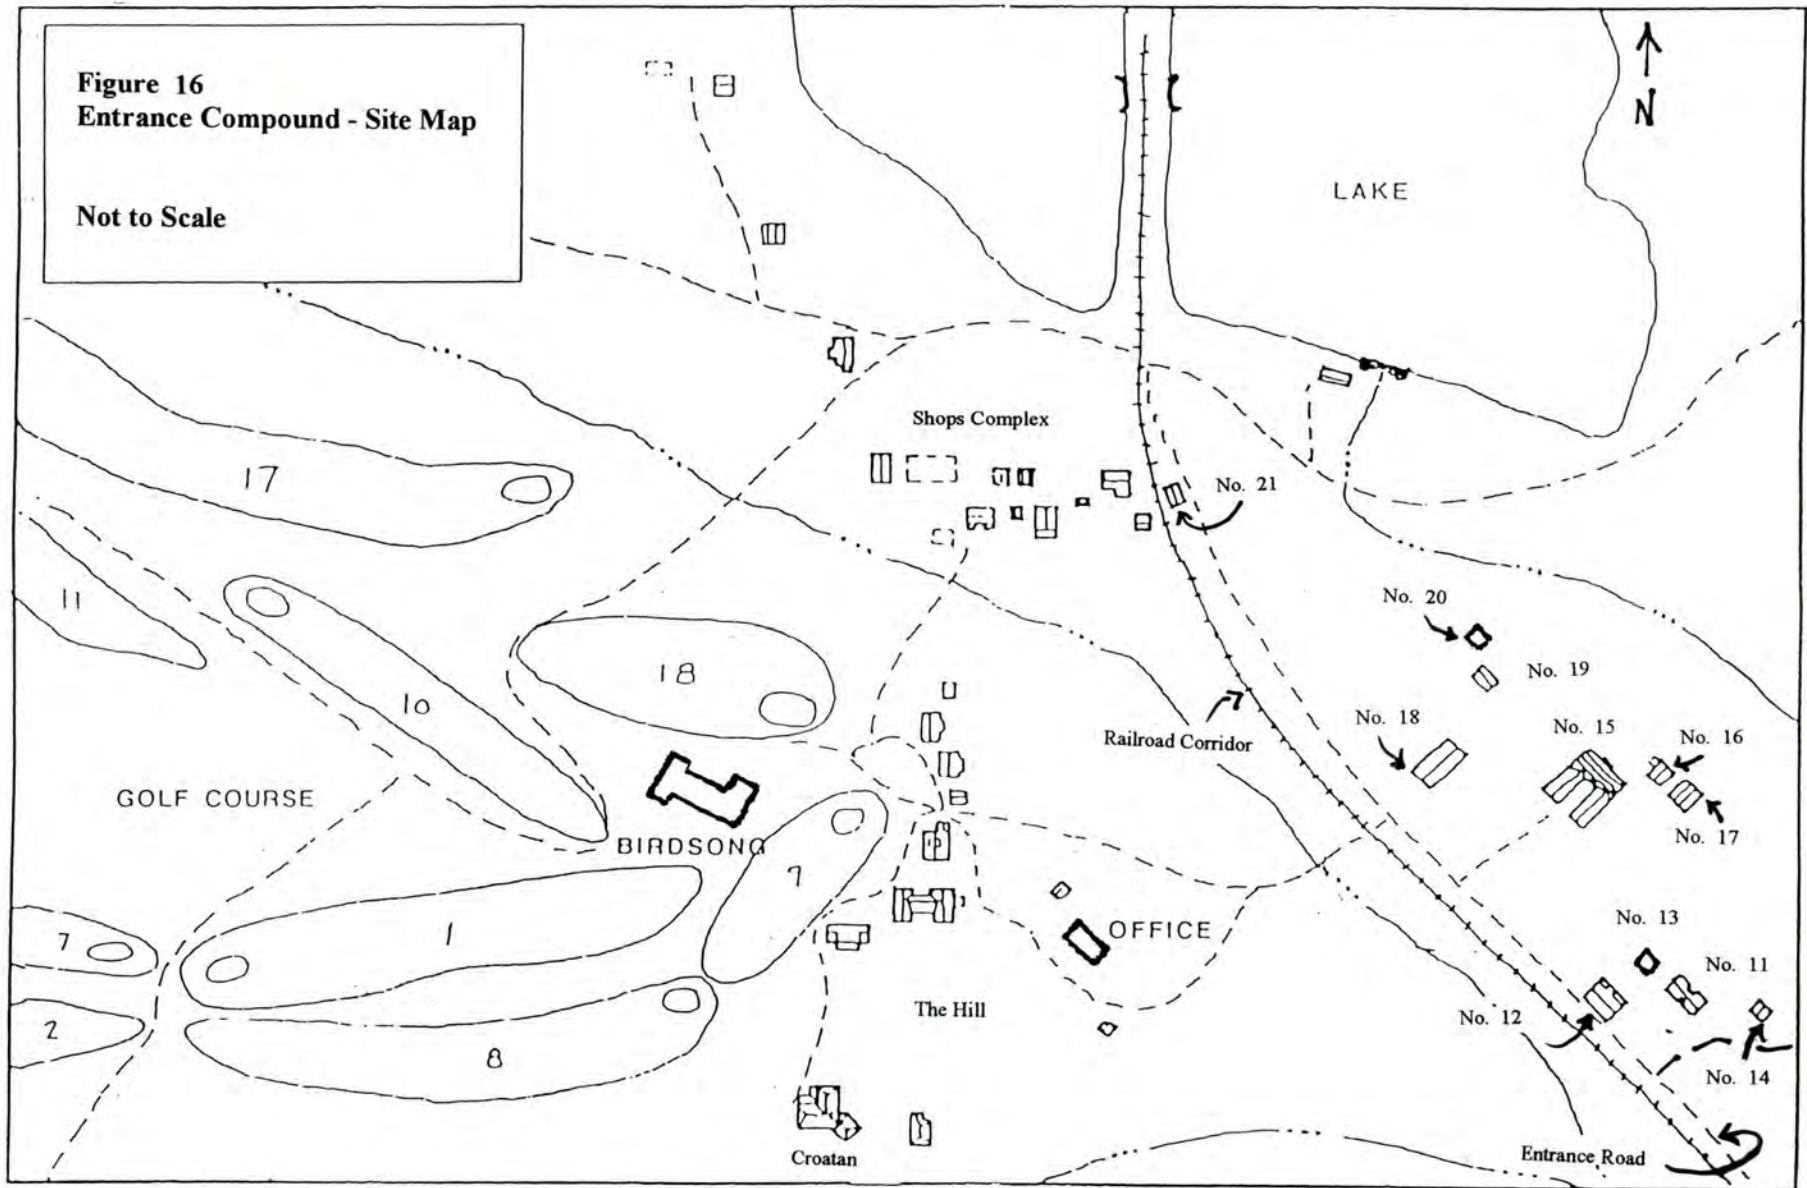 Figure 16
Entrance Compound - Site Map
Not to Scale
N
LAKE
Shops Complex
17
No. 21
11
No. 20
18
No. 19
10
No. 18
No. 15
No. 16
Railroad Corridor
GOLF COURSE
No. 17
BIRDSONG
9
No. 13
OFFICE
7
1
No. 11
The Hill
No. 12
2
8
No. 14
Croatan
Entrance Road